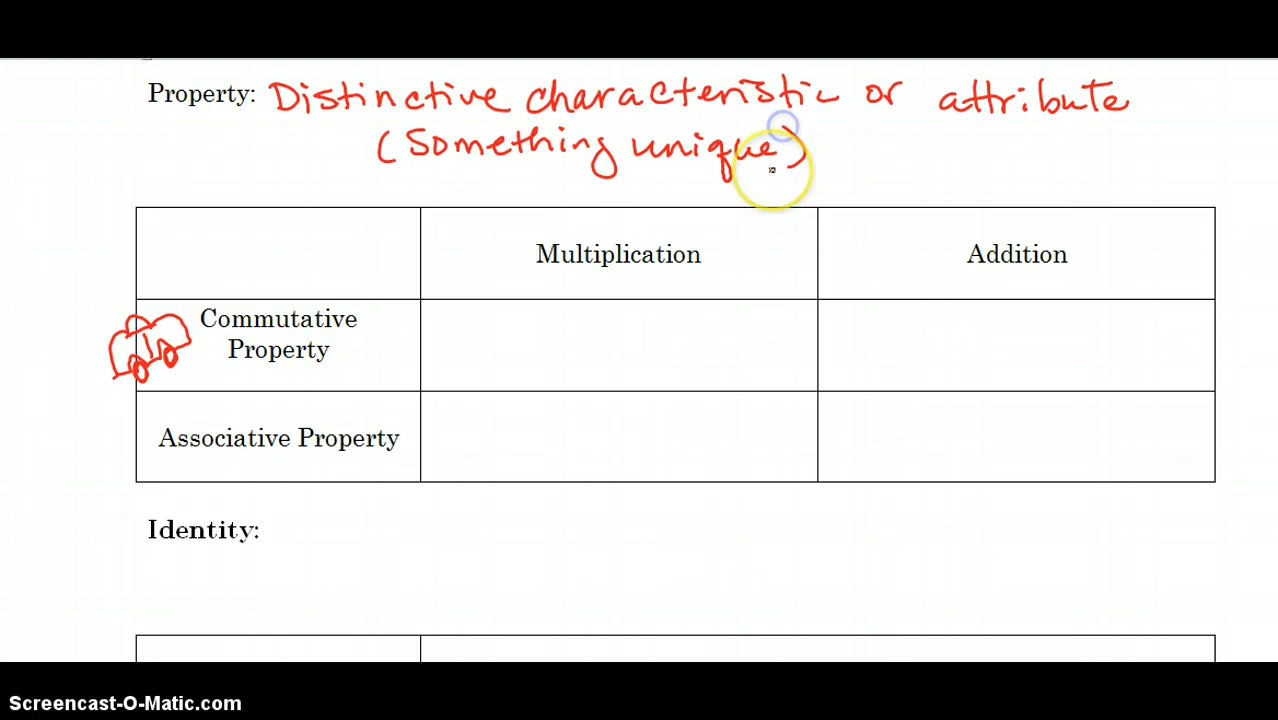 Property: Distinctive characteristic or attribute
(Something unique)
Multiplication
Addition
Commutative
Property
Associative Property
Identity:
Screencast-O-Matic.com